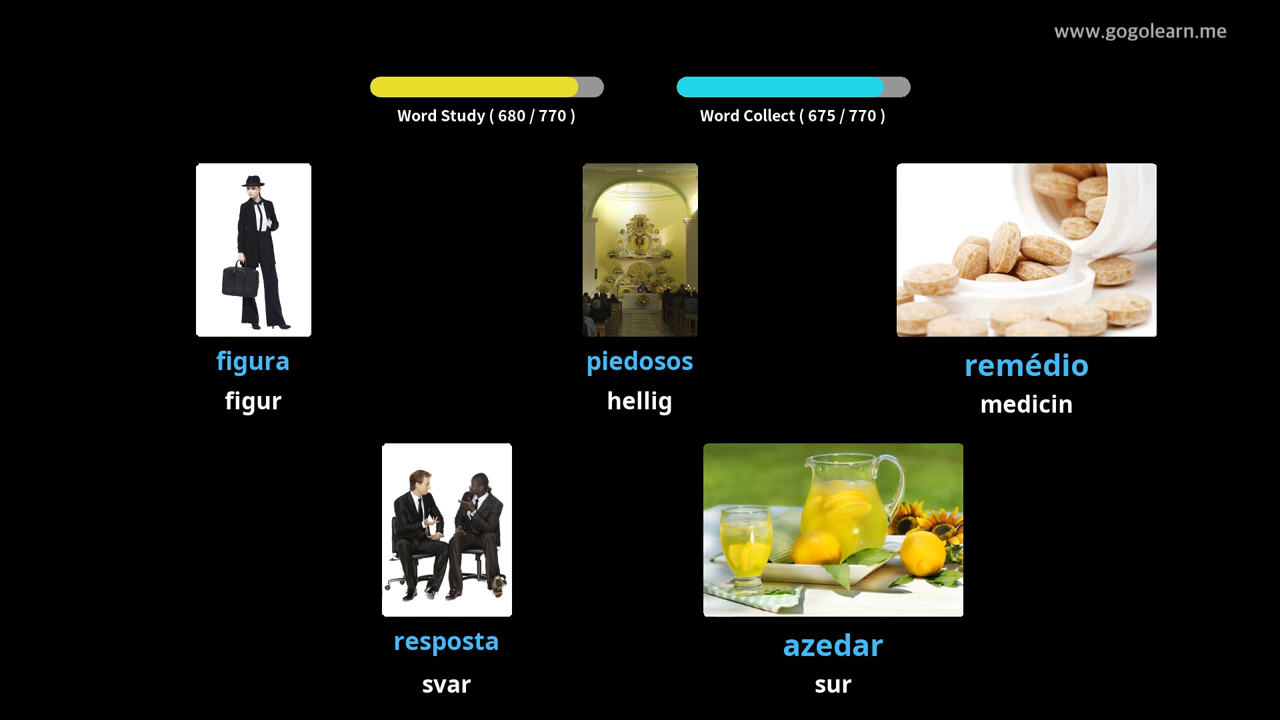 www.gogolearn.me
Word Study ( 680 / 770 )
Word Collect ( 675 / 770 )
figura
figur
piedosos
hellig
remédio
medicin
resposta
svar
azedar
sur